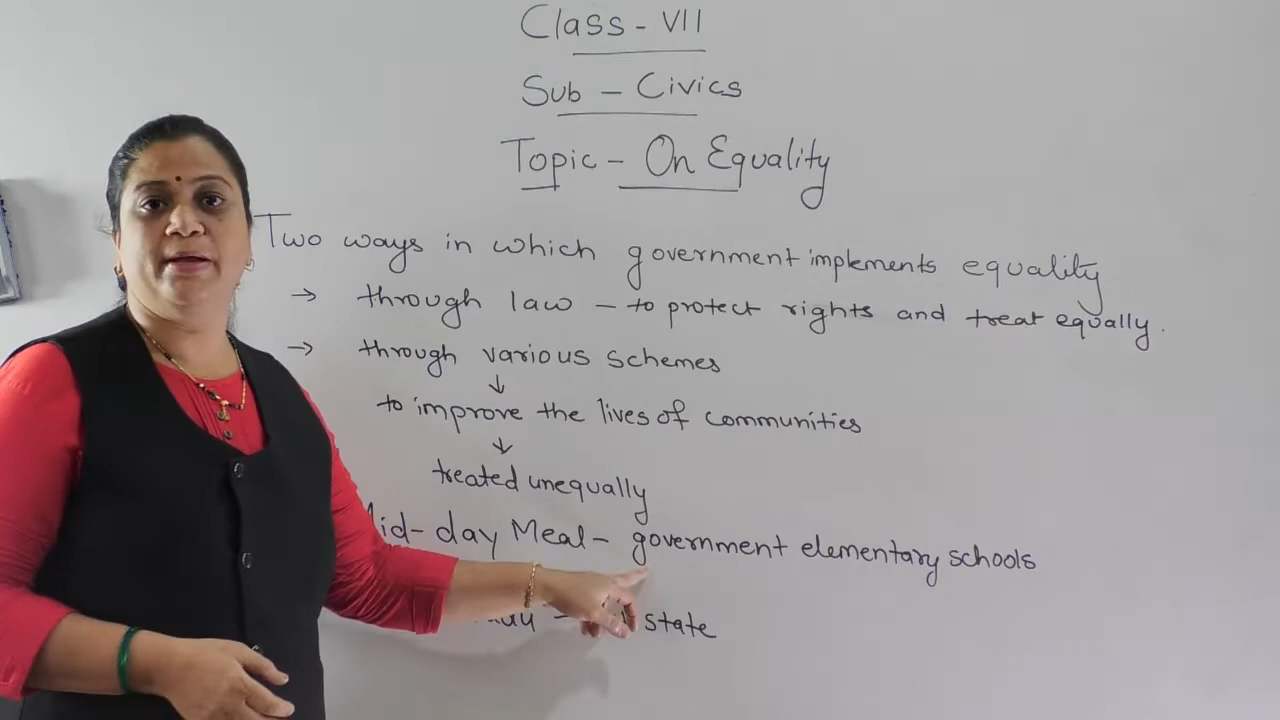 Class - VII
Sub - Civics
Topic - On Equality
Two ways in which government implements equality
→ through law - to protect rights and treat equally.
→ through various schemes
↓
to improve the lives of communities
↓
treated unequally
Mid-day Meal - government elementary schools
state